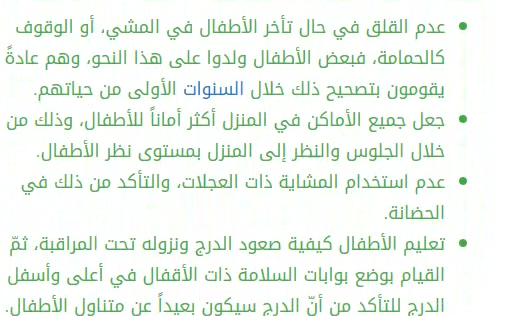 عدم القلق في حال تأخر الأطفال في المشي، أو الوقوف
كالحمامة، فبعض الأطفال ولدوا على هذا النحو، وهم عادةً
يقومون بتصحيح ذلك خلال السنوات الأولى من حياتهم.
جعل جميع الأماكن في المنزل أكثر أماناً للأطفال، وذلك من
خلال الجلوس والنظر إلى المنزل بمستوى نظر الأطفال.
عدم استخدام المشاية ذات العجلات، والتأكد من ذلك في
الحضانة.
تعليم الأطفال كيفية صعود الدرج ونزوله تحت المراقبة، ثمّ
القيام بوضع بوابات السلامة ذات الأقفال في أعلى وأسفل
الدرج للتأكد من أنّ الدرج سيكون بعيداً عن متناول الأطفال.